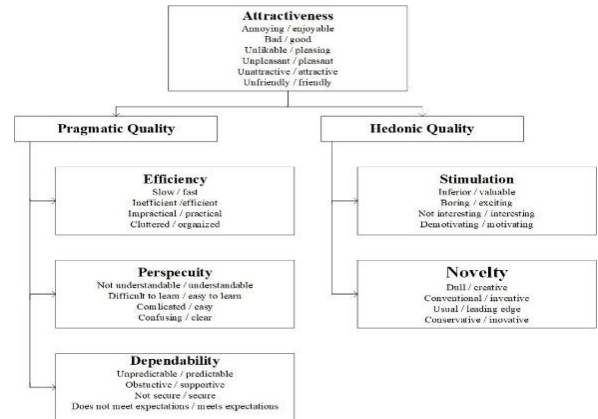 Attractiveness
Annoying / enjoyable
Bad / good
Unlikable / pleasing
Unpleasant / pleasant
Unattractive / attractive
Unfriendly / friendly
Pragmatic Quality
Hedonic Quality
Efficiency
Slow / fast
Inefficient /efficient
Impractical / practical
Cluttered / organized
Stimulation
Inferior / valuable
Boring / exciting
Not interesting / interesting
Demotivating / motivating
Perspecuity
Not understandable / understandable
Difficult to learn / easy to learn
Comlicated / easy
Confusing / clear
Novelty
Dull / creative
Conventional / inventive
Usual / leading edge
Conservative / inovative
Dependability
Unpredictable / predictable
Obstuctive / supportive
Not secure / secure
Does not meet expectations / meets expectations